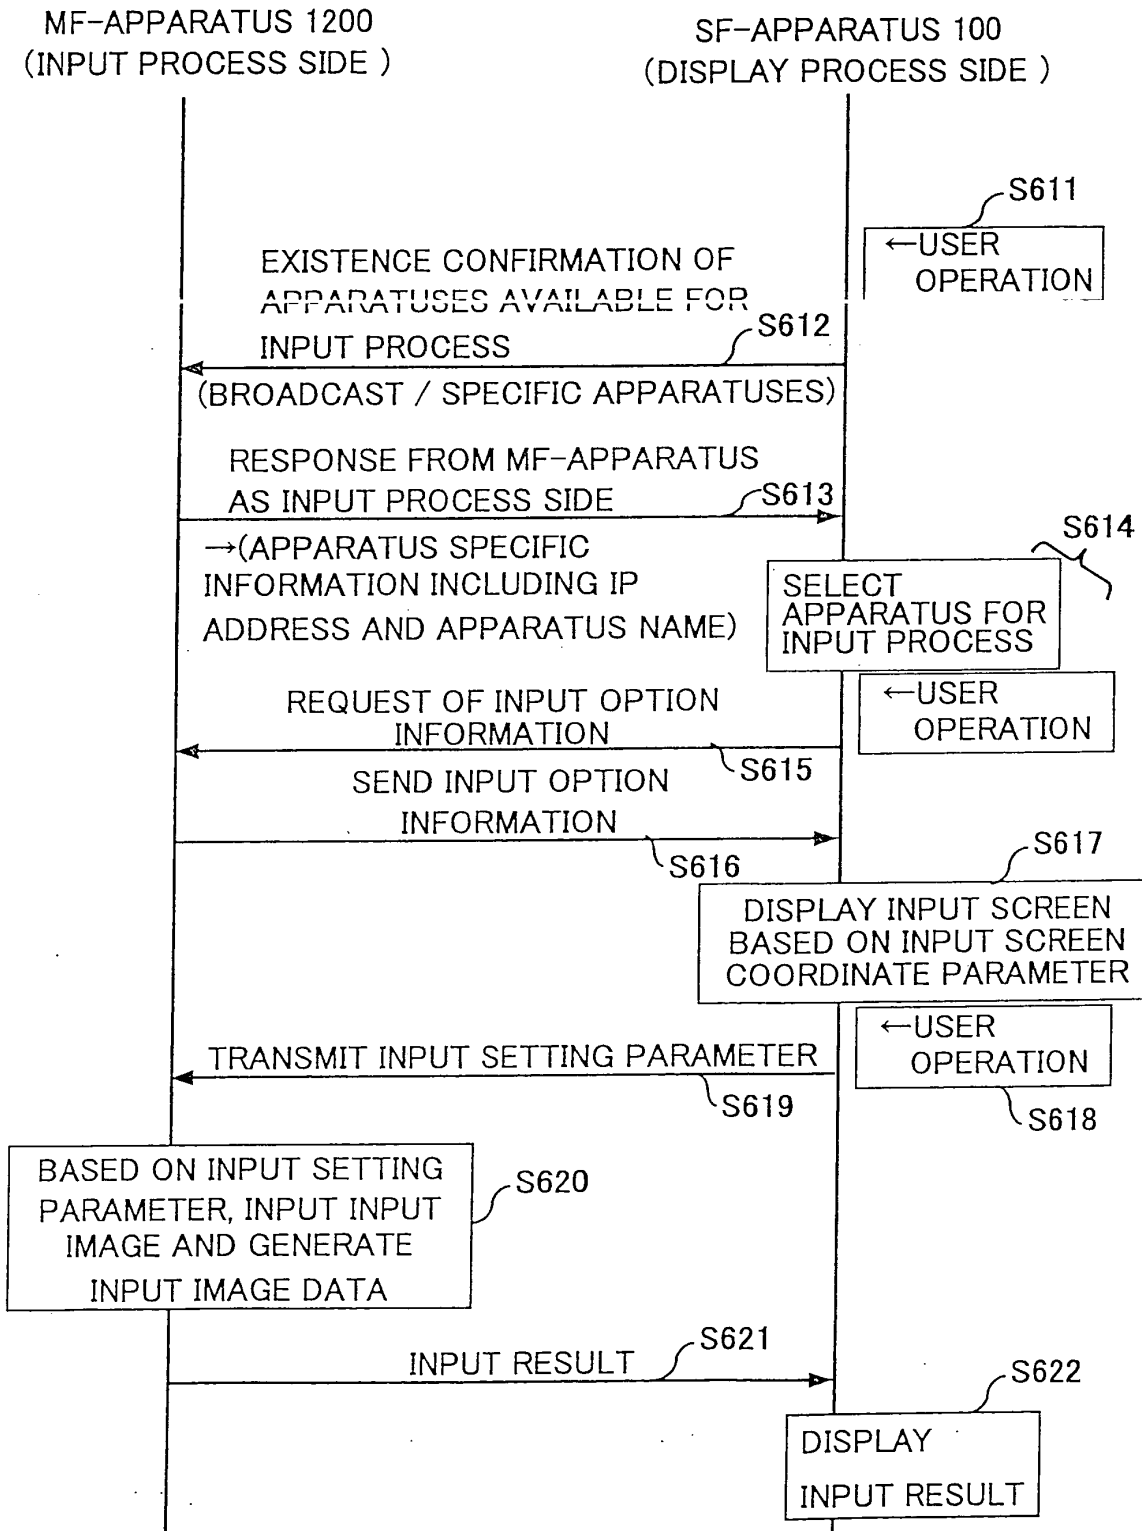 MF-APPARATUS 1200
(INPUT PROCESS SIDE )
SF-APPARATUS 100
(DISPLAY PROCESS SIDE )
S611
←USER
OPERATION
EXISTENCE CONFIRMATION OF
APPARATUSES AVAILABLE FOR
INPUT PROCESS
S612
(BROADCAST / SPECIFIC APPARATUSES)
RESPONSE FROM MF-APPARATUS
AS INPUT PROCESS SIDE
S613
→(APPARATUS SPECIFIC
INFORMATION INCLUDING IP
ADDRESS AND APPARATUS NAME)
S614
SELECT
APPARATUS FOR
INPUT PROCESS
←USER
OPERATION
REQUEST OF INPUT OPTION
INFORMATION
S615
SEND INPUT OPTION
INFORMATION
S616
S617
DISPLAY INPUT SCREEN
BASED ON INPUT SCREEN
COORDINATE PARAMETER
←USER
OPERATION
S618
TRANSMIT INPUT SETTING PARAMETER
S619
BASED ON INPUT SETTING
PARAMETER, INPUT INPUT
IMAGE AND GENERATE
INPUT IMAGE DATA
S620
INPUT RESULT
S621
S622
DISPLAY
INPUT RESULT